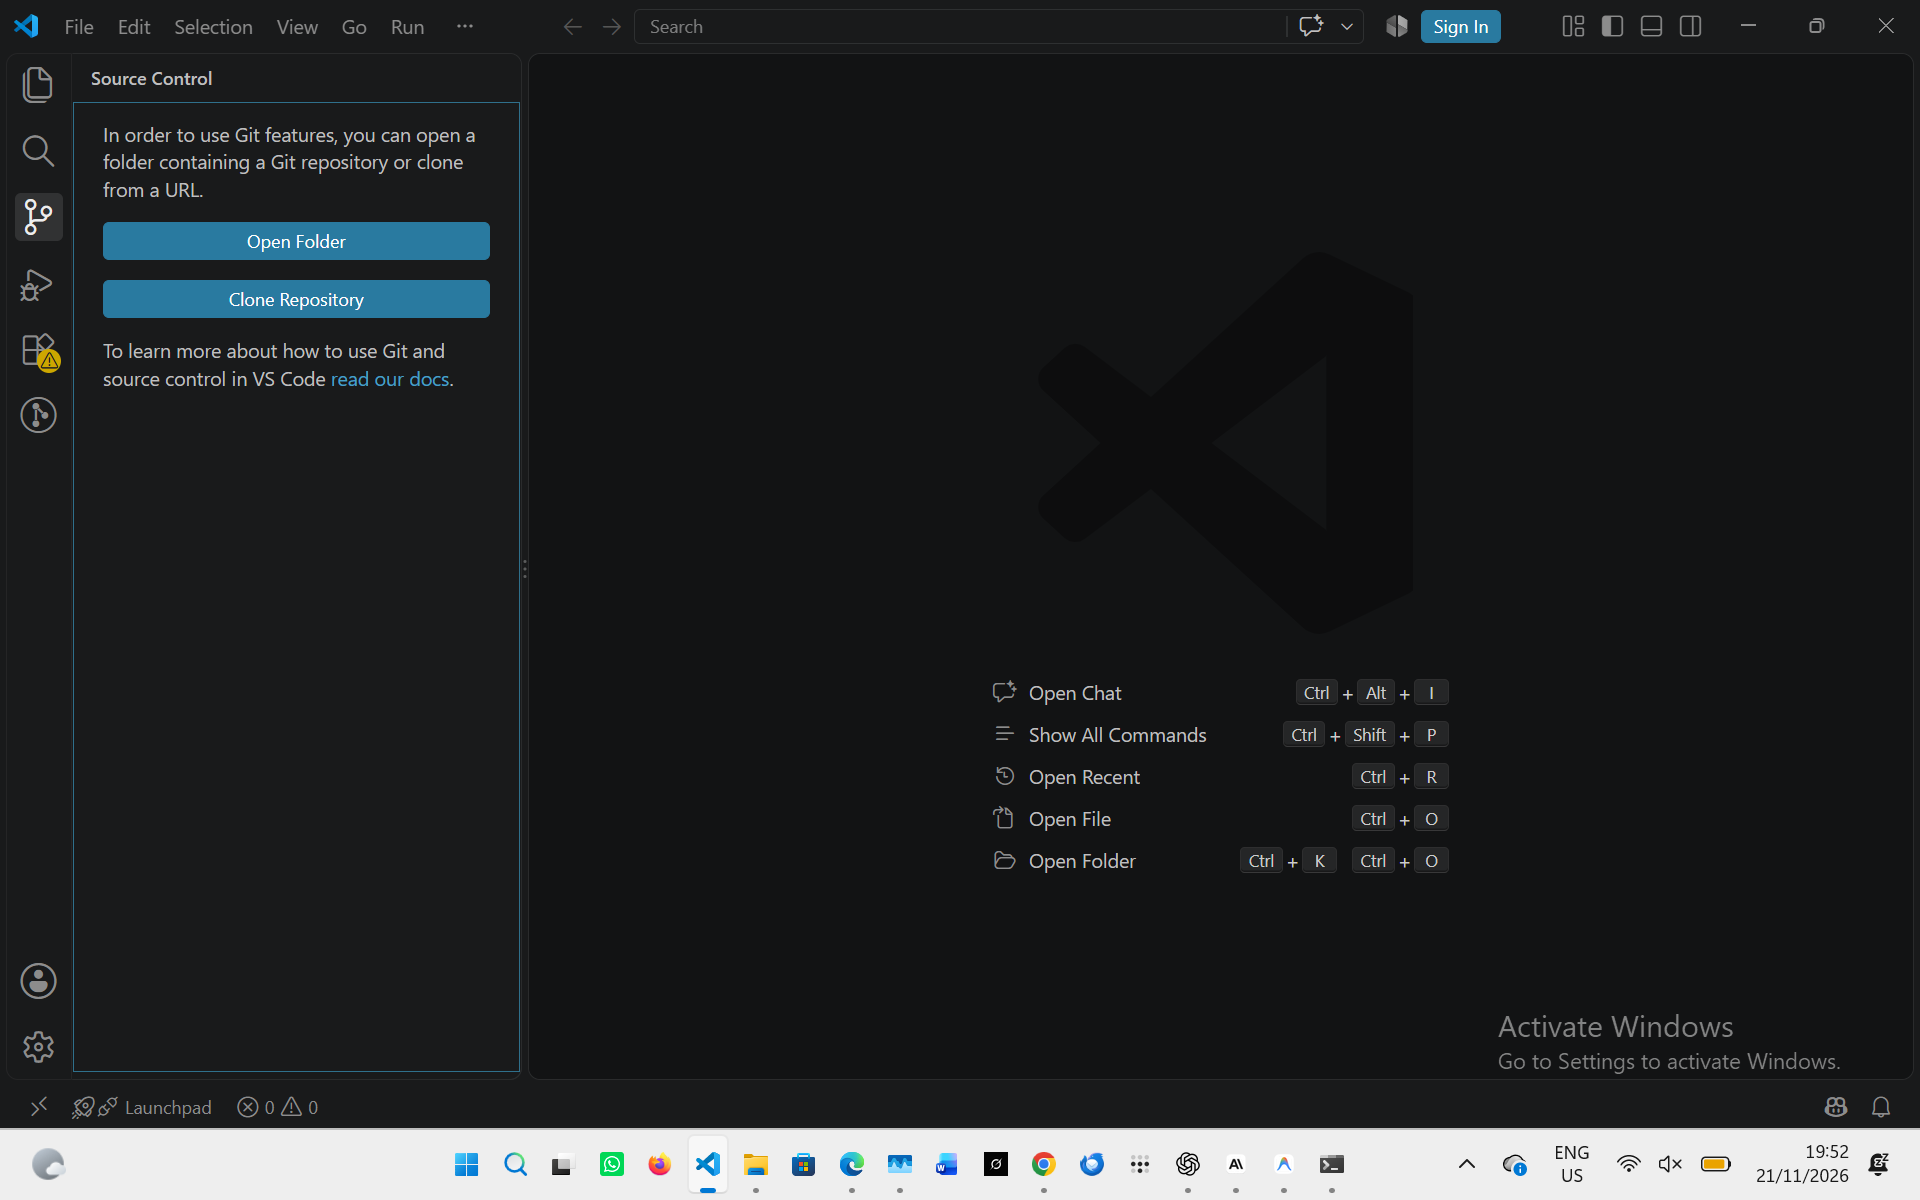 File Edit Selection View Go Run ···
Search
Sign In
Source Control
In order to use Git features, you can open a
folder containing a Git repository or clone
from a URL.
Open Folder
Clone Repository
To learn more about how to use Git and
source control in VS Code read our docs.
Open Chat Ctrl + Alt + I
Show All Commands Ctrl + Shift + P
Open Recent Ctrl + R
Open File Ctrl + O
Open Folder Ctrl + K Ctrl + O
Activate Windows
Go to Settings to activate Windows.
Launchpad 0 0
ENG
US
19:52
21/11/2026